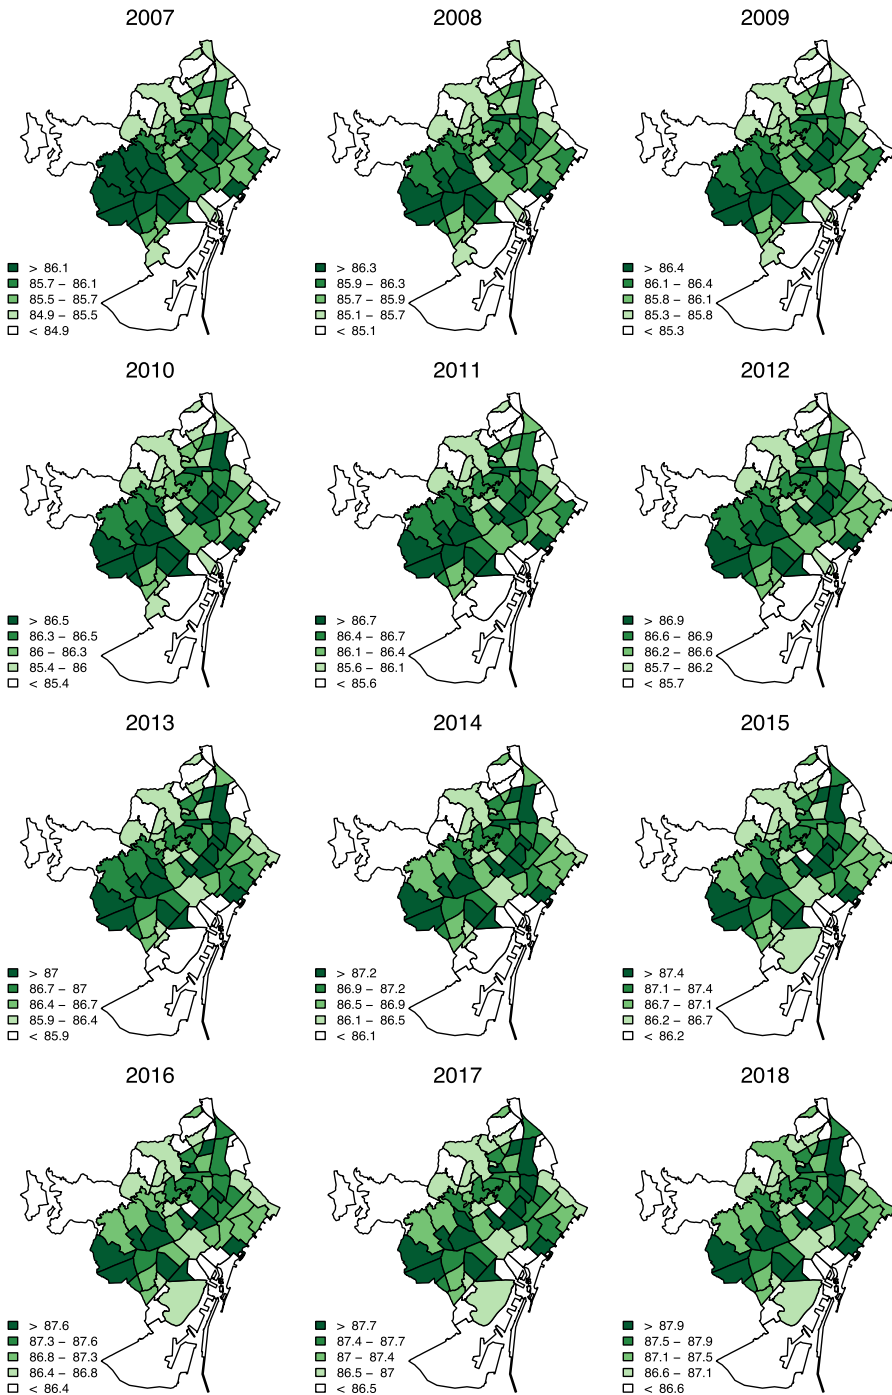 2007
2008
2009
> 86.1
85.7 – 86.1
85.5 – 85.7
84.9 – 85.5
< 84.9
> 86.3
85.9 – 86.3
85.7 – 85.9
85.1 – 85.7
< 85.1
> 86.4
86.1 – 86.4
85.8 – 86.1
85.3 – 85.8
< 85.3
2010
2011
2012
> 86.5
86.3 – 86.5
86 – 86.3
85.4 – 86
< 85.4
> 86.7
86.4 – 86.7
86.1 – 86.4
85.6 – 86.1
< 85.6
> 86.9
86.6 – 86.9
86.2 – 86.6
85.7 – 86.2
< 85.7
2013
2014
2015
> 87
86.7 – 87
86.4 – 86.7
85.9 – 86.4
< 85.9
> 87.2
86.9 – 87.2
86.5 – 86.9
86.1 – 86.5
< 86.1
> 87.4
87.1 – 87.4
86.7 – 87.1
86.2 – 86.7
< 86.2
2016
2017
2018
> 87.6
87.3 – 87.6
86.8 – 87.3
86.4 – 86.8
< 86.4
> 87.7
87.4 – 87.7
87 – 87.4
86.5 – 87
< 86.5
> 87.9
87.5 – 87.9
87.1 – 87.5
86.6 – 87.1
< 86.6